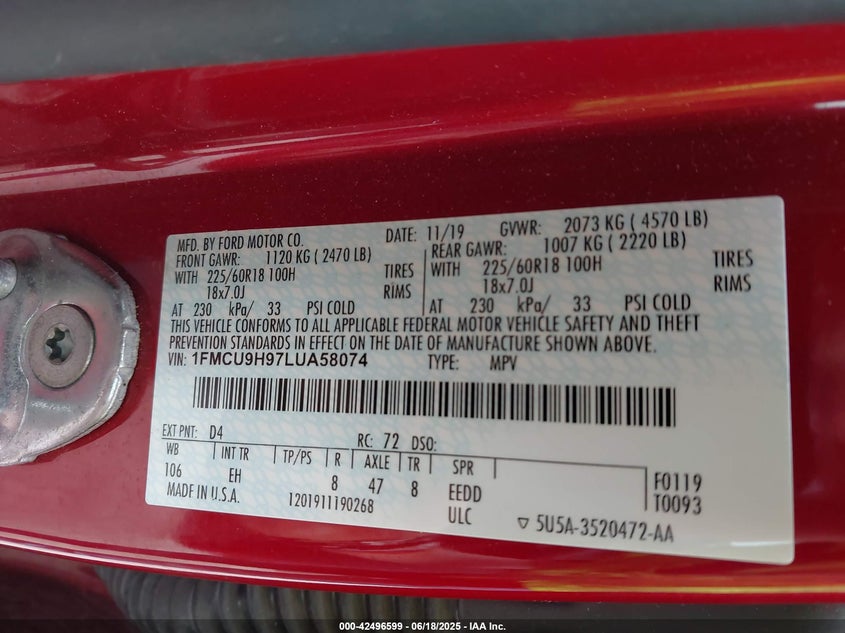 MFD. BY FORD MOTOR CO. DATE: 11/19 GVWR: 2073 KG ( 4570 LB)
FRONT GAWR: 1120 KG ( 2470 LB) REAR GAWR: 1007 KG ( 2220 LB)
WITH 225/60R18 100H TIRES WITH 225/60R18 100H TIRES
18x7.0J RIMS 18x7.0J RIMS
AT 230 kPa/ 33 PSI COLD AT 230 kPa/ 33 PSI COLD
THIS VEHICLE CONFORMS TO ALL APPLICABLE FEDERAL MOTOR VEHICLE SAFETY AND THEFT
PREVENTION STANDARDS IN EFFECT ON THE DATE OF MANUFACTURE SHOWN ABOVE.
VIN: 1FMCU9H97LUA58074 TYPE: MPV
EXT PNT: D4 RC: 72 DSO:
WB INT TR TP/PS R AXLE TR SPR
106 EH 8 47 8 EEDD F0119
MADE IN U.S.A. 1201911190268 ULC T0093
5U5A-3520472-AA
000-42496599 - 06/18/2025 - IAA Inc.